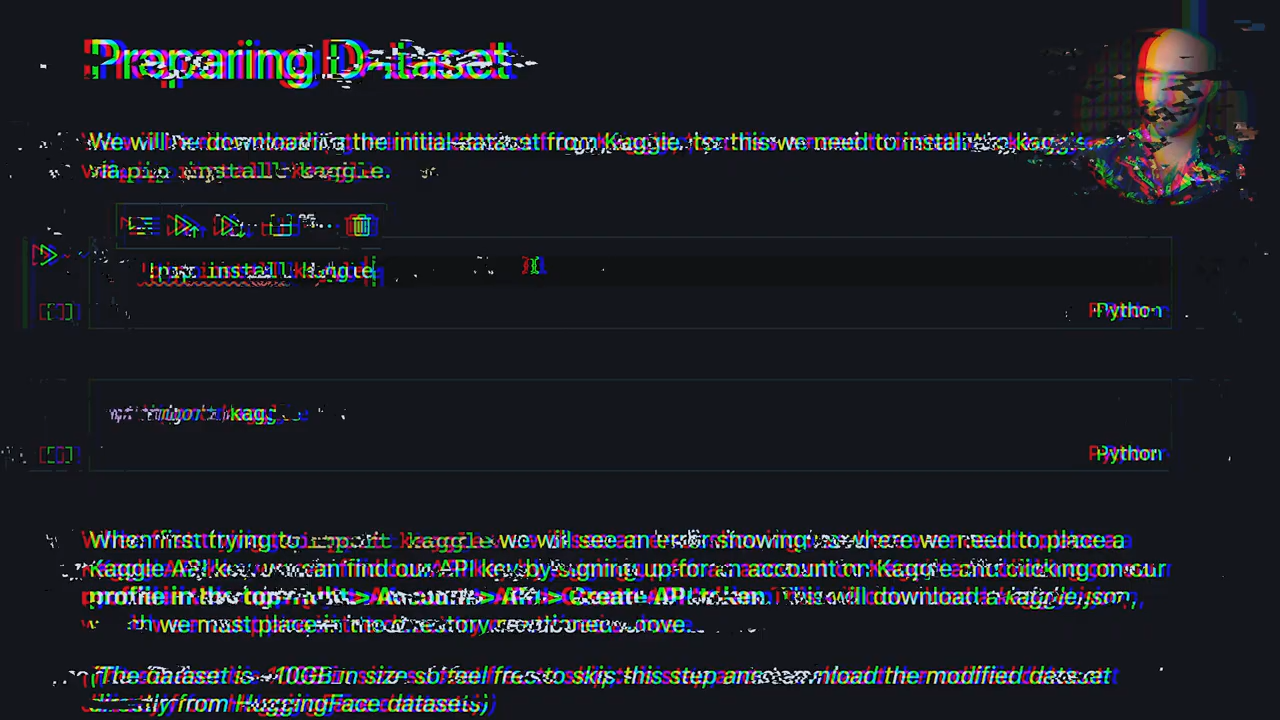 Preparing Dataset
We will be downloading the initial dataset from Kaggle, for this we need to install kaggle
via pip install kaggle.
!pip install kaggle
[ ]
Python
import kaggle
[ ]
Python
When first trying to import kaggle we will see an error showing us where we need to place a
Kaggle API key, we can find our API key by signing up for an account on Kaggle and clicking on our
profile in the top-right > Account > API > Create API token. This will download a kaggle.json,
we must place in the directory
(The dataset is ~10GB in size so feel free to skip this step and download the modified dataset
directly from HuggingFace datasets)